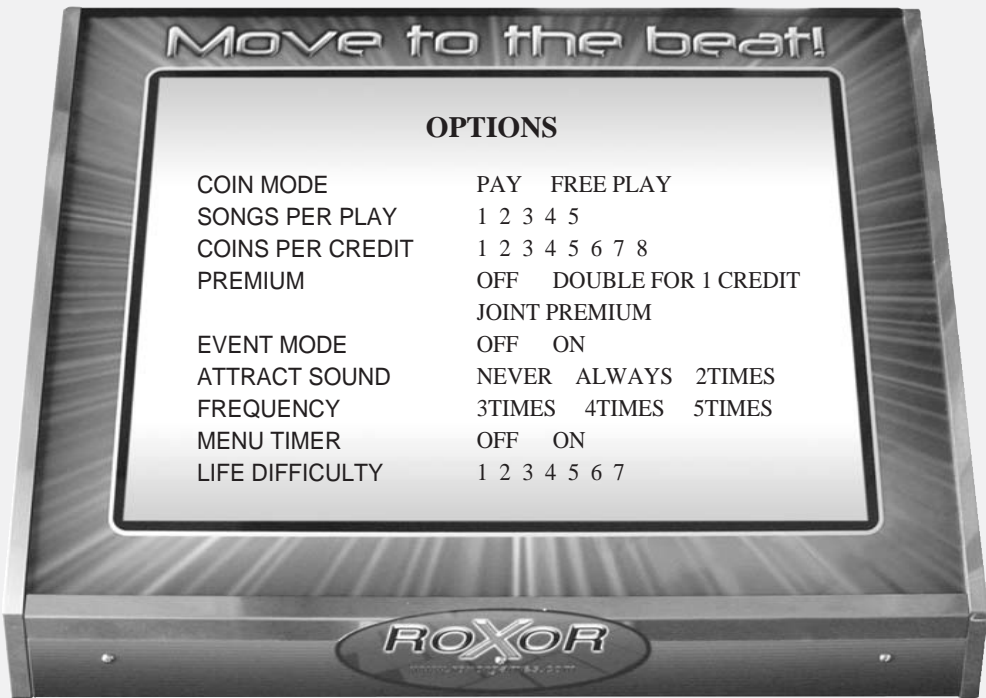 Move to the beat!
OPTIONS
COIN MODE PAY FREE PLAY
SONGS PER PLAY 1 2 3 4 5
COINS PER CREDIT 1 2 3 4 5 6 7 8
PREMIUM OFF DOUBLE FOR 1 CREDIT
JOINT PREMIUM
EVENT MODE OFF ON
ATTRACT SOUND NEVER ALWAYS 2TIMES
FREQUENCY 3TIMES 4TIMES 5TIMES
MENU TIMER OFF ON
LIFE DIFFICULTY 1 2 3 4 5 6 7
ROXOR
www.roxorgames.com